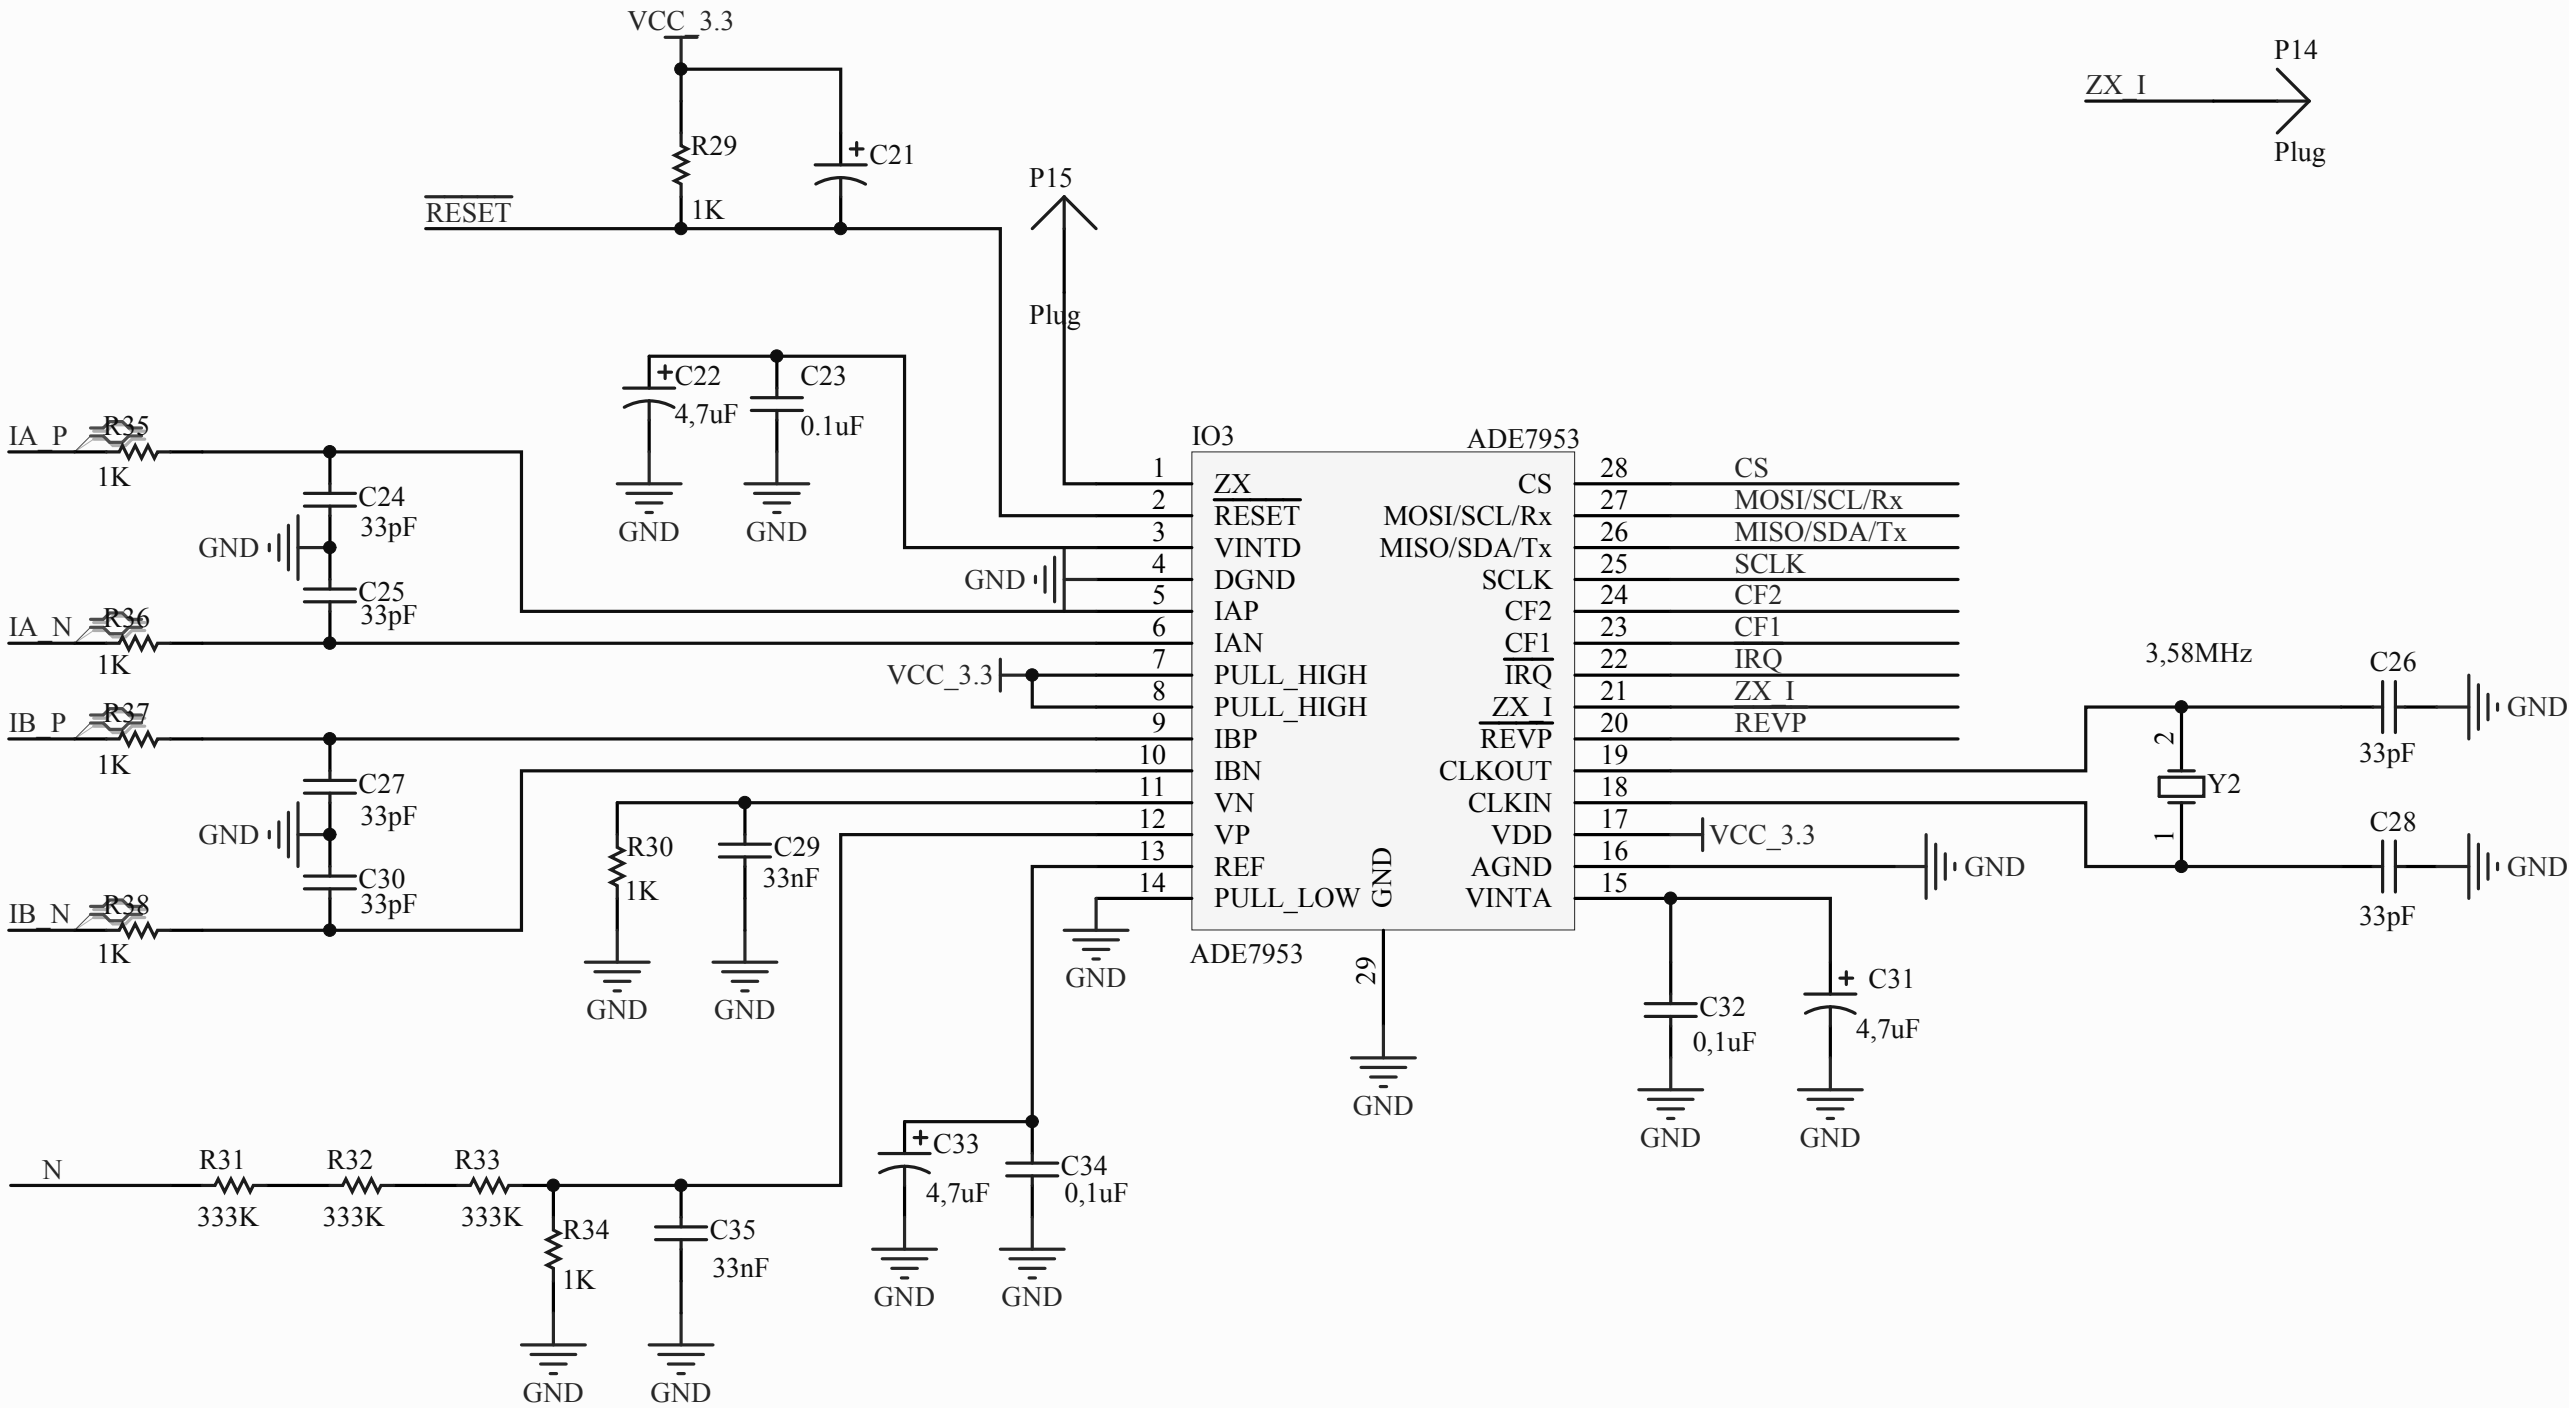 VCC_3.3
P14
ZX_I
Plug
R29
C21
1K
RESET
P15
Plug
C22
4,7uF
C23
0.1uF
GND
GND
IA_P
R35
1K
C24
33pF
GND
C25
33pF
IA_N
R36
1K
IB_P
R37
1K
C27
33pF
GND
C30
33pF
IB_N
R38
1K
GND
VCC_3.3
R30
1K
C29
33nF
GND
GND
GND
IO3
ADE7953
1 ZX
2 RESET
3 VINTD
4 DGND
5 IAP
6 IAN
7 PULL_HIGH
8 PULL_HIGH
9 IBP
10 IBN
11 VN
12 VP
13 REF
14 PULL_LOW
GND
29
GND
ADE7953
CS 28 CS
MOSI/SCL/Rx 27 MOSI/SCL/Rx
MISO/SDA/Tx 26 MISO/SDA/Tx
SCLK 25 SCLK
CF2 24 CF2
CF1 23 CF1
IRQ 22 IRQ
ZX_I 21 ZX_I
REVP 20 REVP
CLKOUT 19
CLKIN 18
VDD 17 VCC_3.3
AGND 16 GND
VINTA 15
3,58MHz
2
Y2
1
C26
33pF
GND
C28
33pF
GND
C32
0,1uF
GND
C31
4,7uF
GND
N
R31
333K
R32
333K
R33
333K
R34
1K
GND
C35
33nF
GND
C33
4,7uF
GND
C34
0,1uF
GND